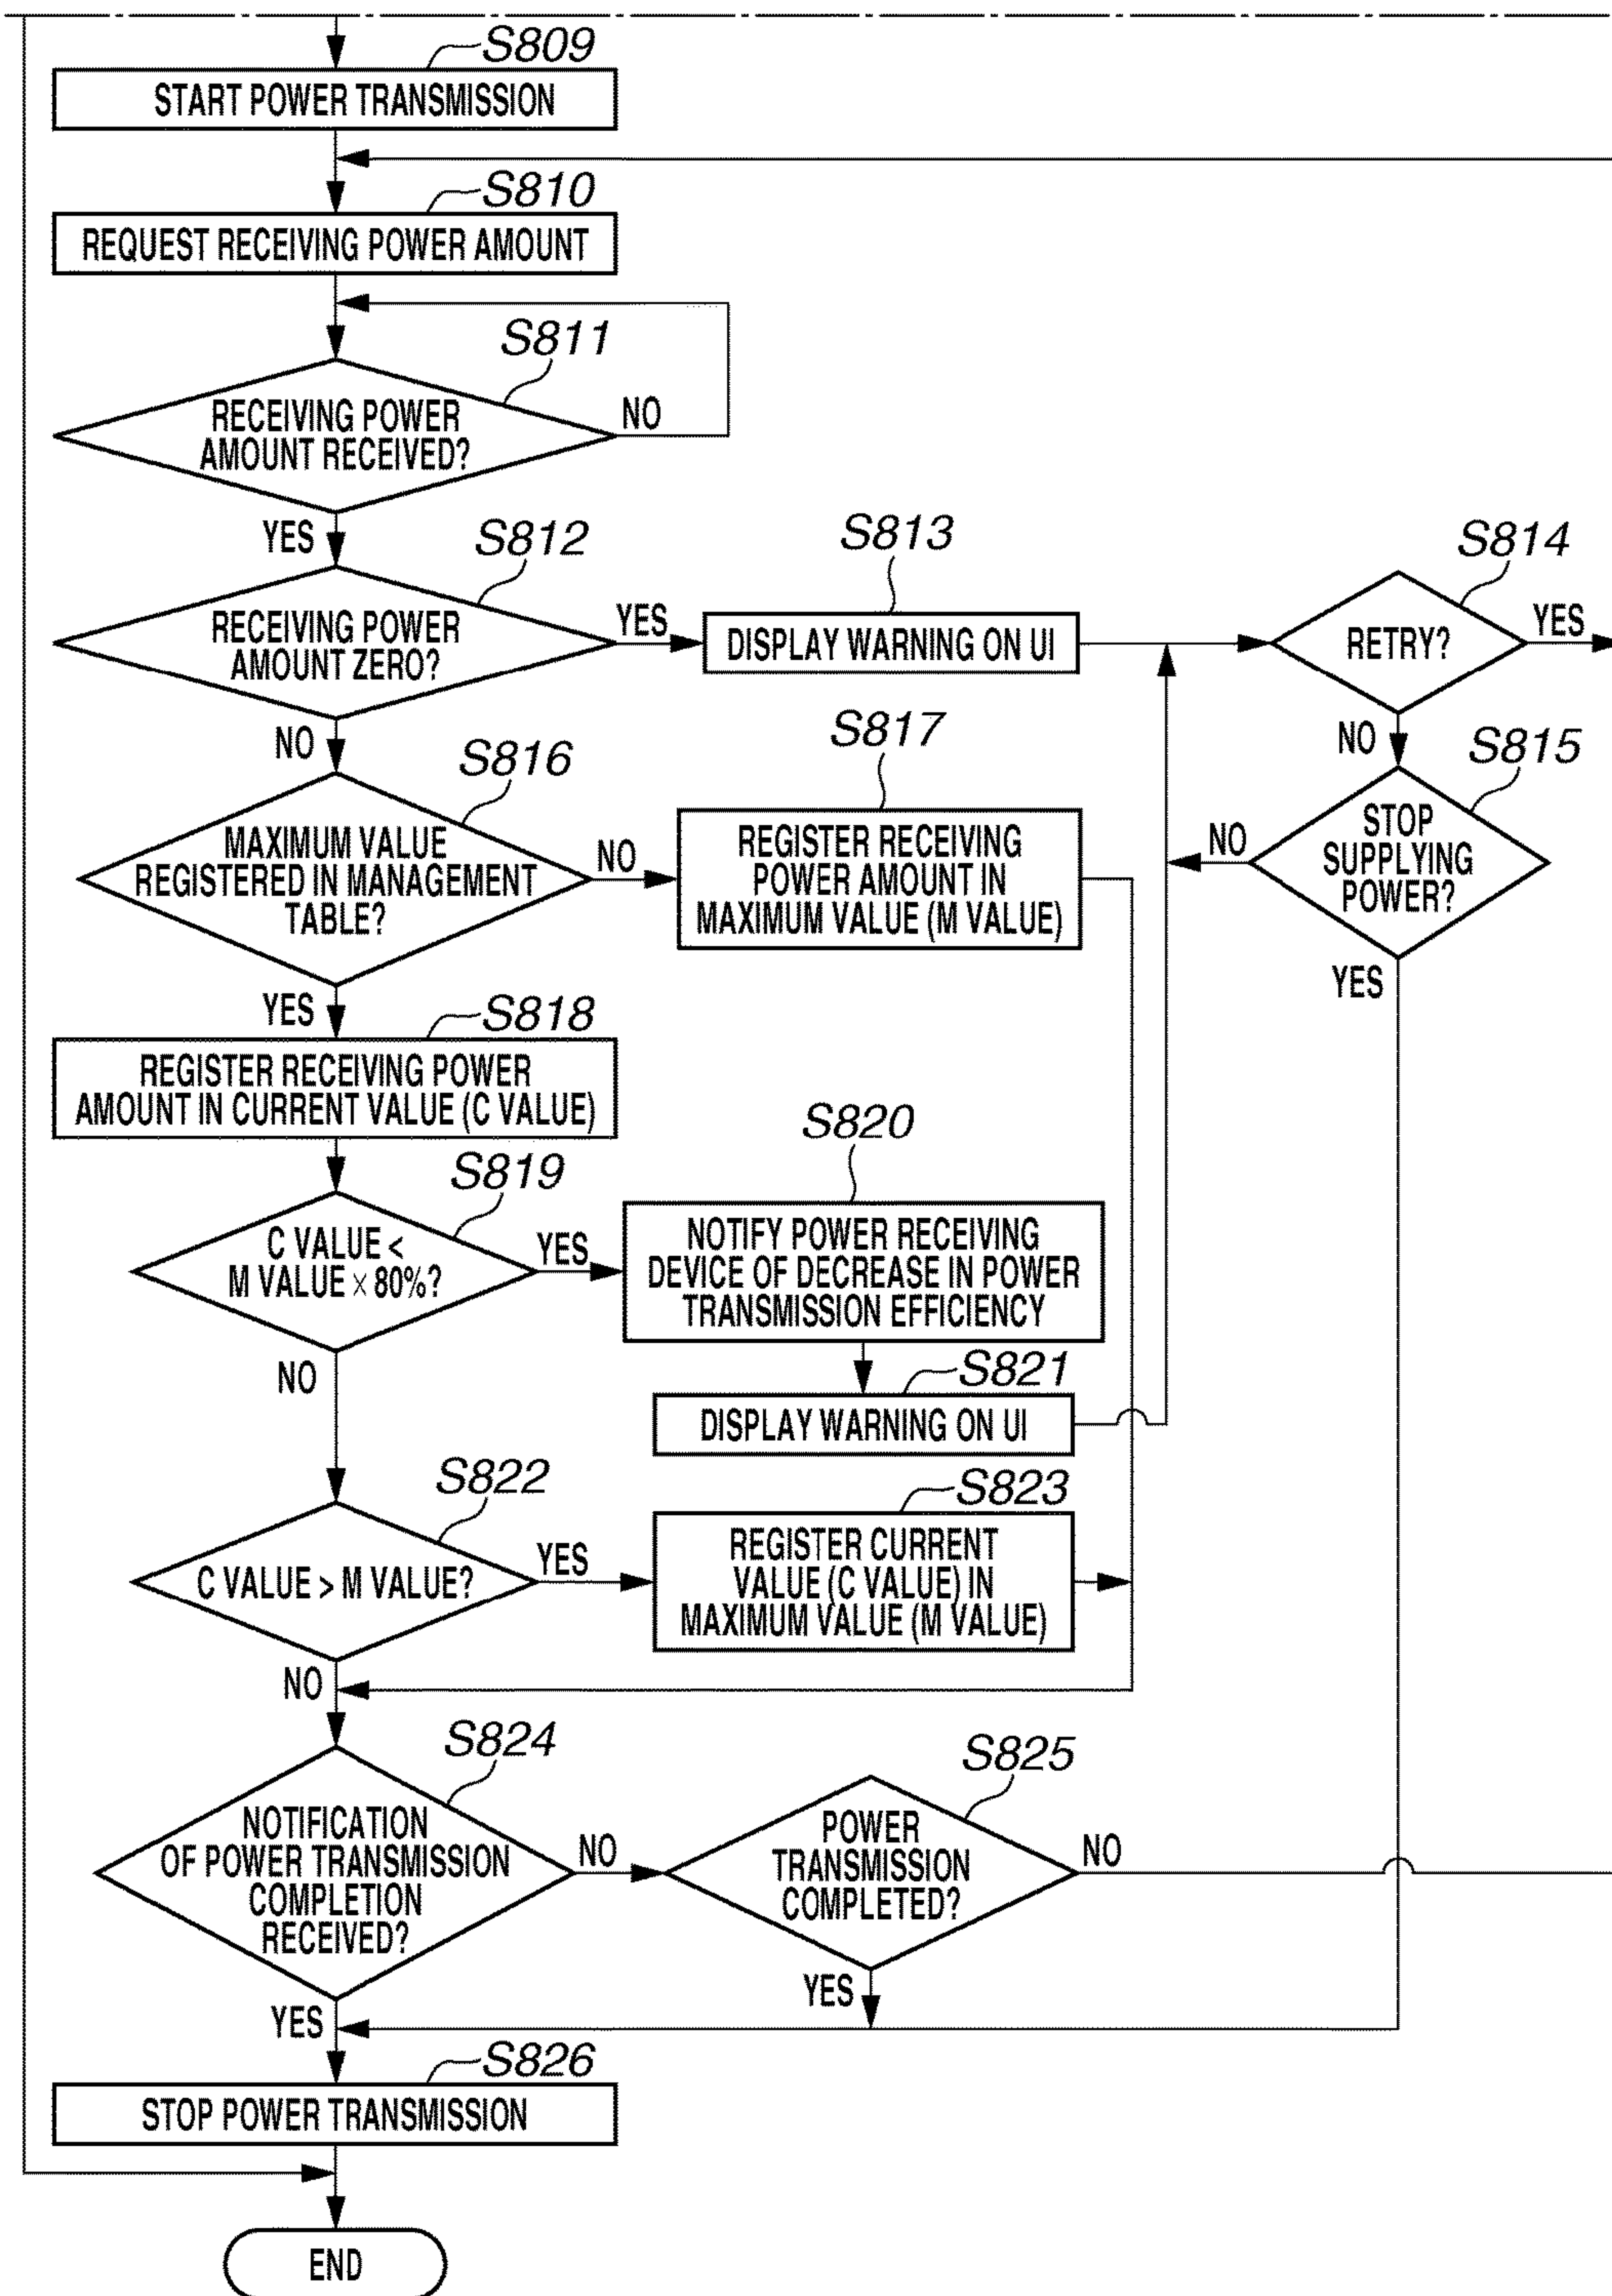 S809
START POWER TRANSMISSION
S810
REQUEST RECEIVING POWER AMOUNT
S811
RECEIVING POWER
AMOUNT RECEIVED?
NO
YES
S812
RECEIVING POWER
AMOUNT ZERO?
YES
S813
DISPLAY WARNING ON UI
S814
RETRY?
YES
NO
NO
S815
STOP
SUPPLYING
POWER?
NO
YES
S816
MAXIMUM VALUE
REGISTERED IN MANAGEMENT
TABLE?
NO
S817
REGISTER RECEIVING
POWER AMOUNT IN
MAXIMUM VALUE (M VALUE)
YES
S818
REGISTER RECEIVING POWER
AMOUNT IN CURRENT VALUE (C VALUE)
S819
C VALUE <
M VALUE × 80%?
YES
S820
NOTIFY POWER RECEIVING
DEVICE OF DECREASE IN POWER
TRANSMISSION EFFICIENCY
NO
S821
DISPLAY WARNING ON UI
S822
C VALUE > M VALUE?
YES
S823
REGISTER CURRENT
VALUE (C VALUE) IN
MAXIMUM VALUE (M VALUE)
NO
S824
NOTIFICATION
OF POWER TRANSMISSION
COMPLETION
RECEIVED?
NO
S825
POWER
TRANSMISSION
COMPLETED?
NO
YES
YES
S826
STOP POWER TRANSMISSION
END